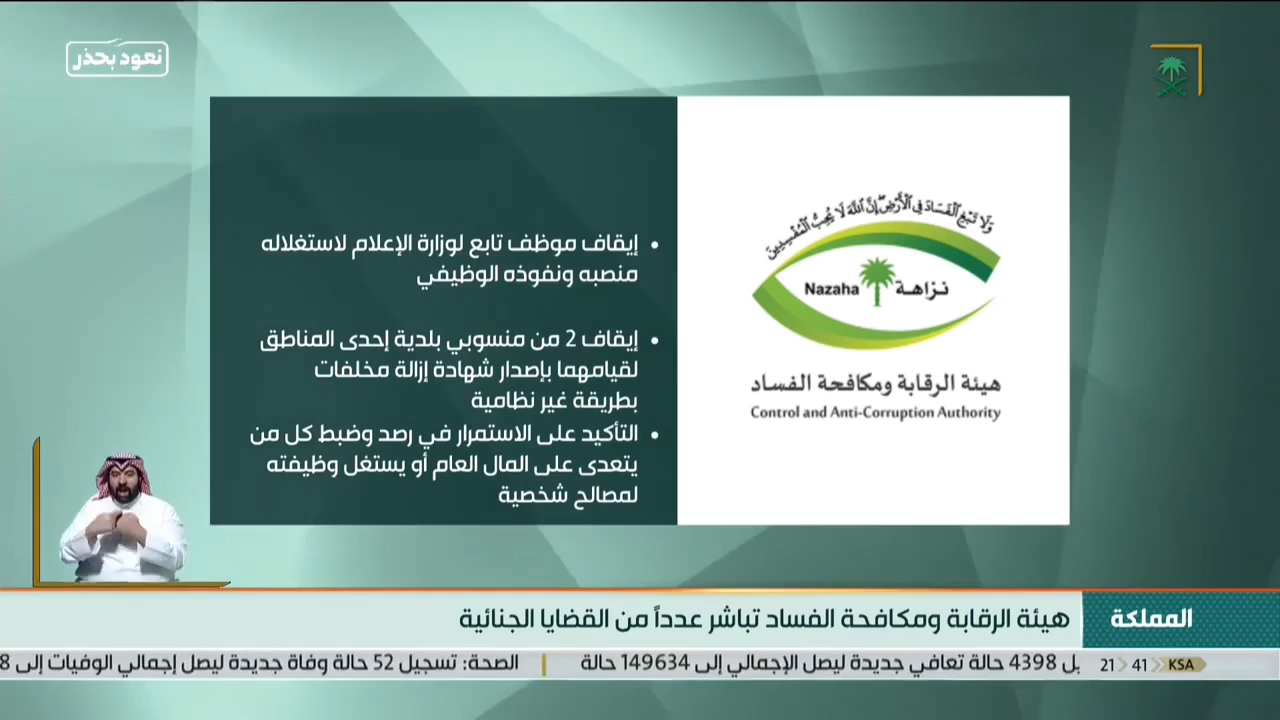 نعود بحذر
وَلَا تَبْغِ الْفَسَادَ فِي الْأَرْضِ إِنَّ اللَّهَ لَا يُحِبُّ الْمُفْسِدِينَ
Nazaha نزاهة
هيئة الرقابة ومكافحة الفساد
Control and Anti-Corruption Authority
• إيقاف موظف تابع لوزارة الإعلام لاستغلاله
منصبه ونفوذه الوظيفي
• إيقاف 2 من منسوبي بلدية إحدى المناطق
لقيامهما بإصدار شهادة إزالة مخلفات
بطريقة غير نظامية
• التأكيد على الاستمرار في رصد وضبط كل من
يتعدى على المال العام أو يستغل وظيفته
لمصالح شخصية
المملكة
هيئة الرقابة ومكافحة الفساد تباشر عدداً من القضايا الجنائية
21 41 KSA
يل 4398 حالة تعافي جديدة ليصل الإجمالي إلى 149634 حالة | الصحة: تسجيل 52 حالة وفاة جديدة ليصل إجمالي الوفيات إلى